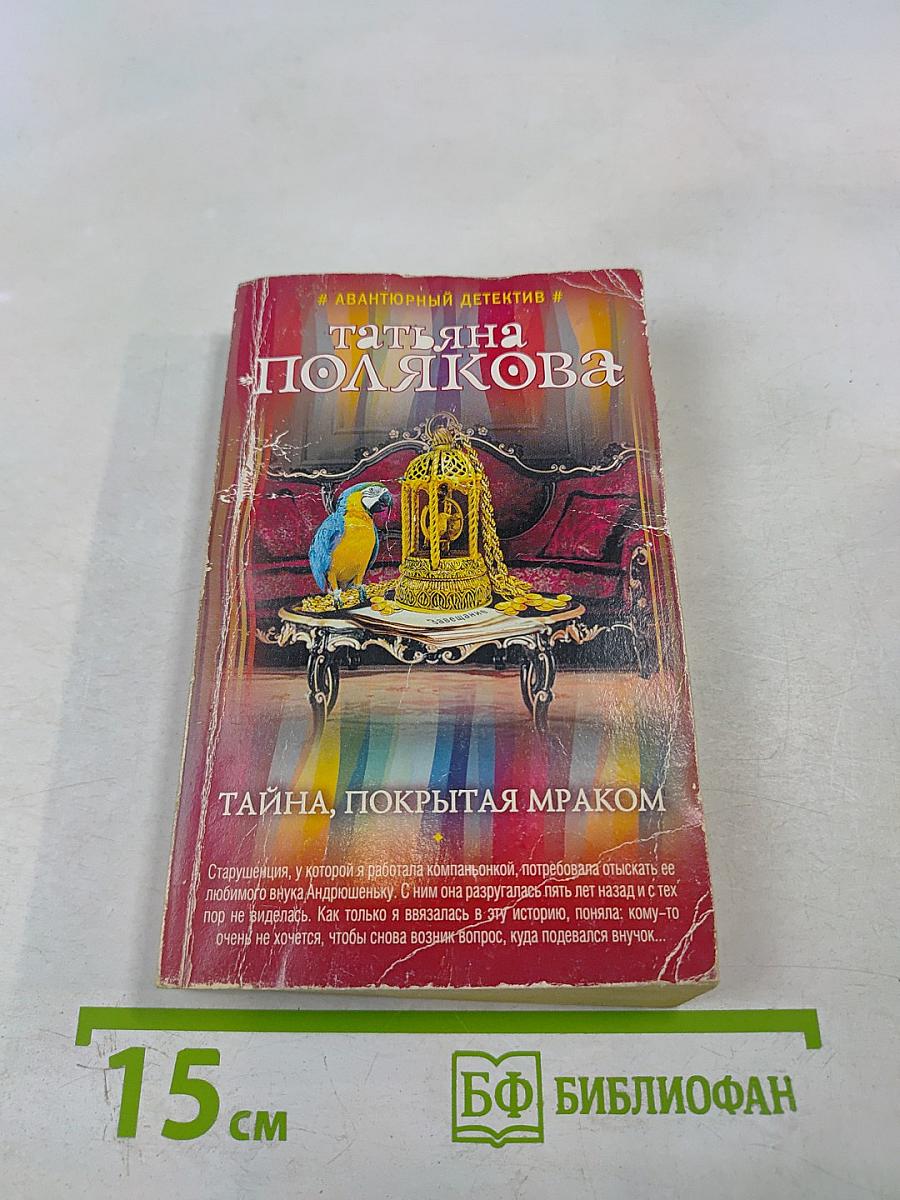 # АВАНТЮРНЫЙ ДЕТЕКТИВ #
Татьяна
Полякова
Завещание
ТАЙНА, ПОКРЫТАЯ МРАКОМ
Старушенция, у которой я работала компаньонкой, потребовала отыскать ее
любимого внука Андрюшеньку. С ним она разругалась пять лет назад и с тех
пор не виделась. Как только я ввязалась в эту историю, поняла: кому-то
очень не хочется, чтобы снова возник вопрос, куда подевался внучок...
15 см
БФ БИБЛИОФАН